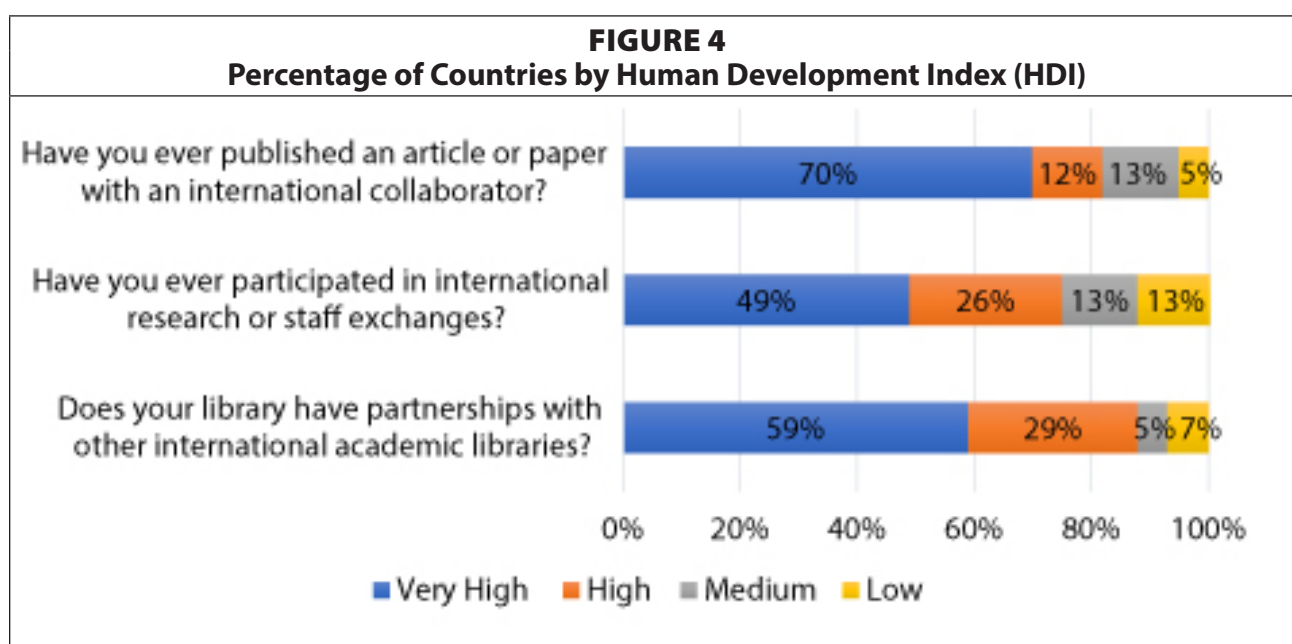 FIGURE 4
Percentage of Countries by Human Development Index (HDI)
Have you ever published an article or paper
with an international collaborator?
70% 12% 13% 5%
Have you ever participated in international
research or staff exchanges?
49% 26% 13% 13%
Does your library have partnerships with
other international academic libraries?
59% 29% 5% 7%
0% 20% 40% 60% 80% 100%
Very High High Medium Low